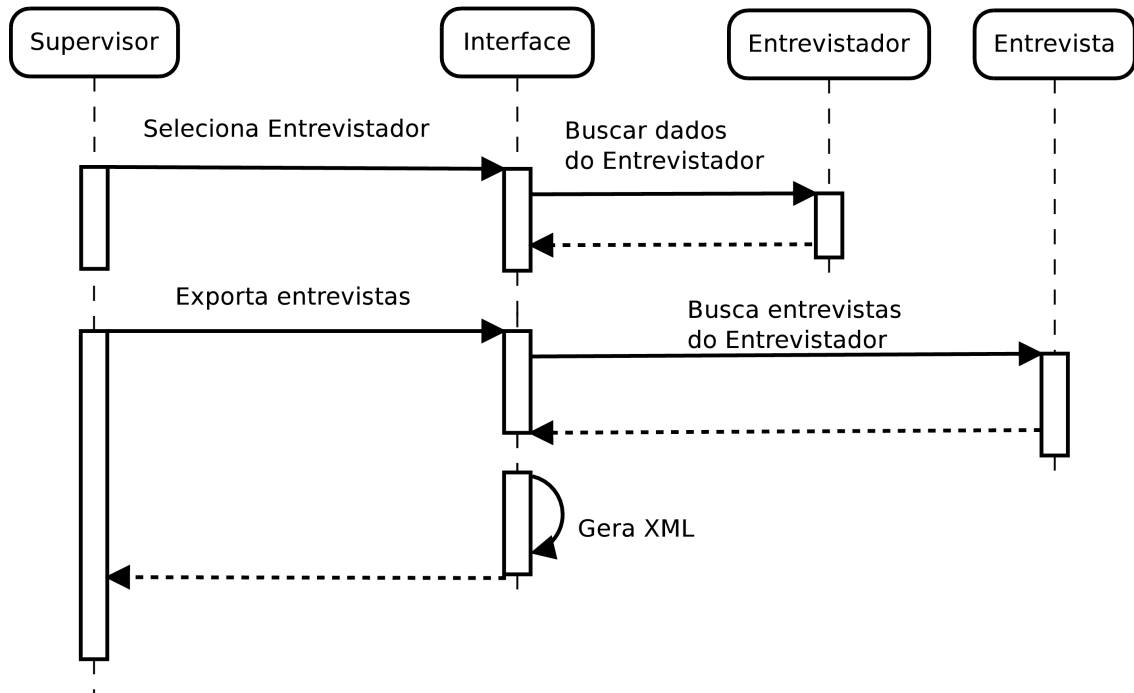 Supervisor
Interface
Entrevistador
Entrevista
Seleciona Entrevistador
Buscar dados
do Entrevistador
Exporta entrevistas
Busca entrevistas
do Entrevistador
Gera XML